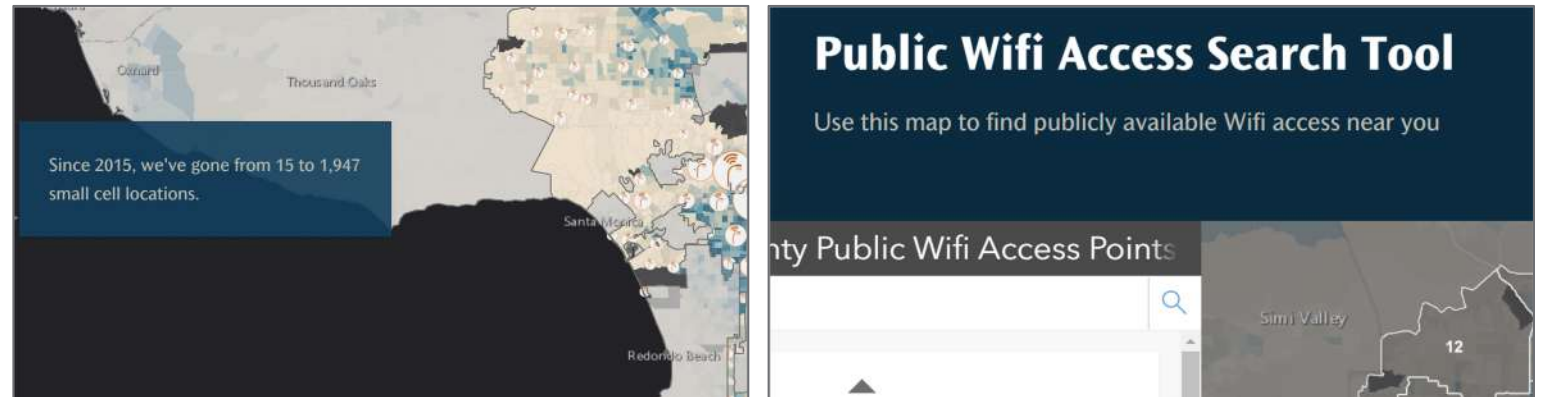 Oxnard
Thousand Oaks
Since 2015, we've gone from 15 to 1,947
small cell locations.
Santa Monica
Redondo Beach
15
Public Wifi Access Search Tool
Use this map to find publicly available Wifi access near you
nty Public Wifi Access Points
Simi Valley
12